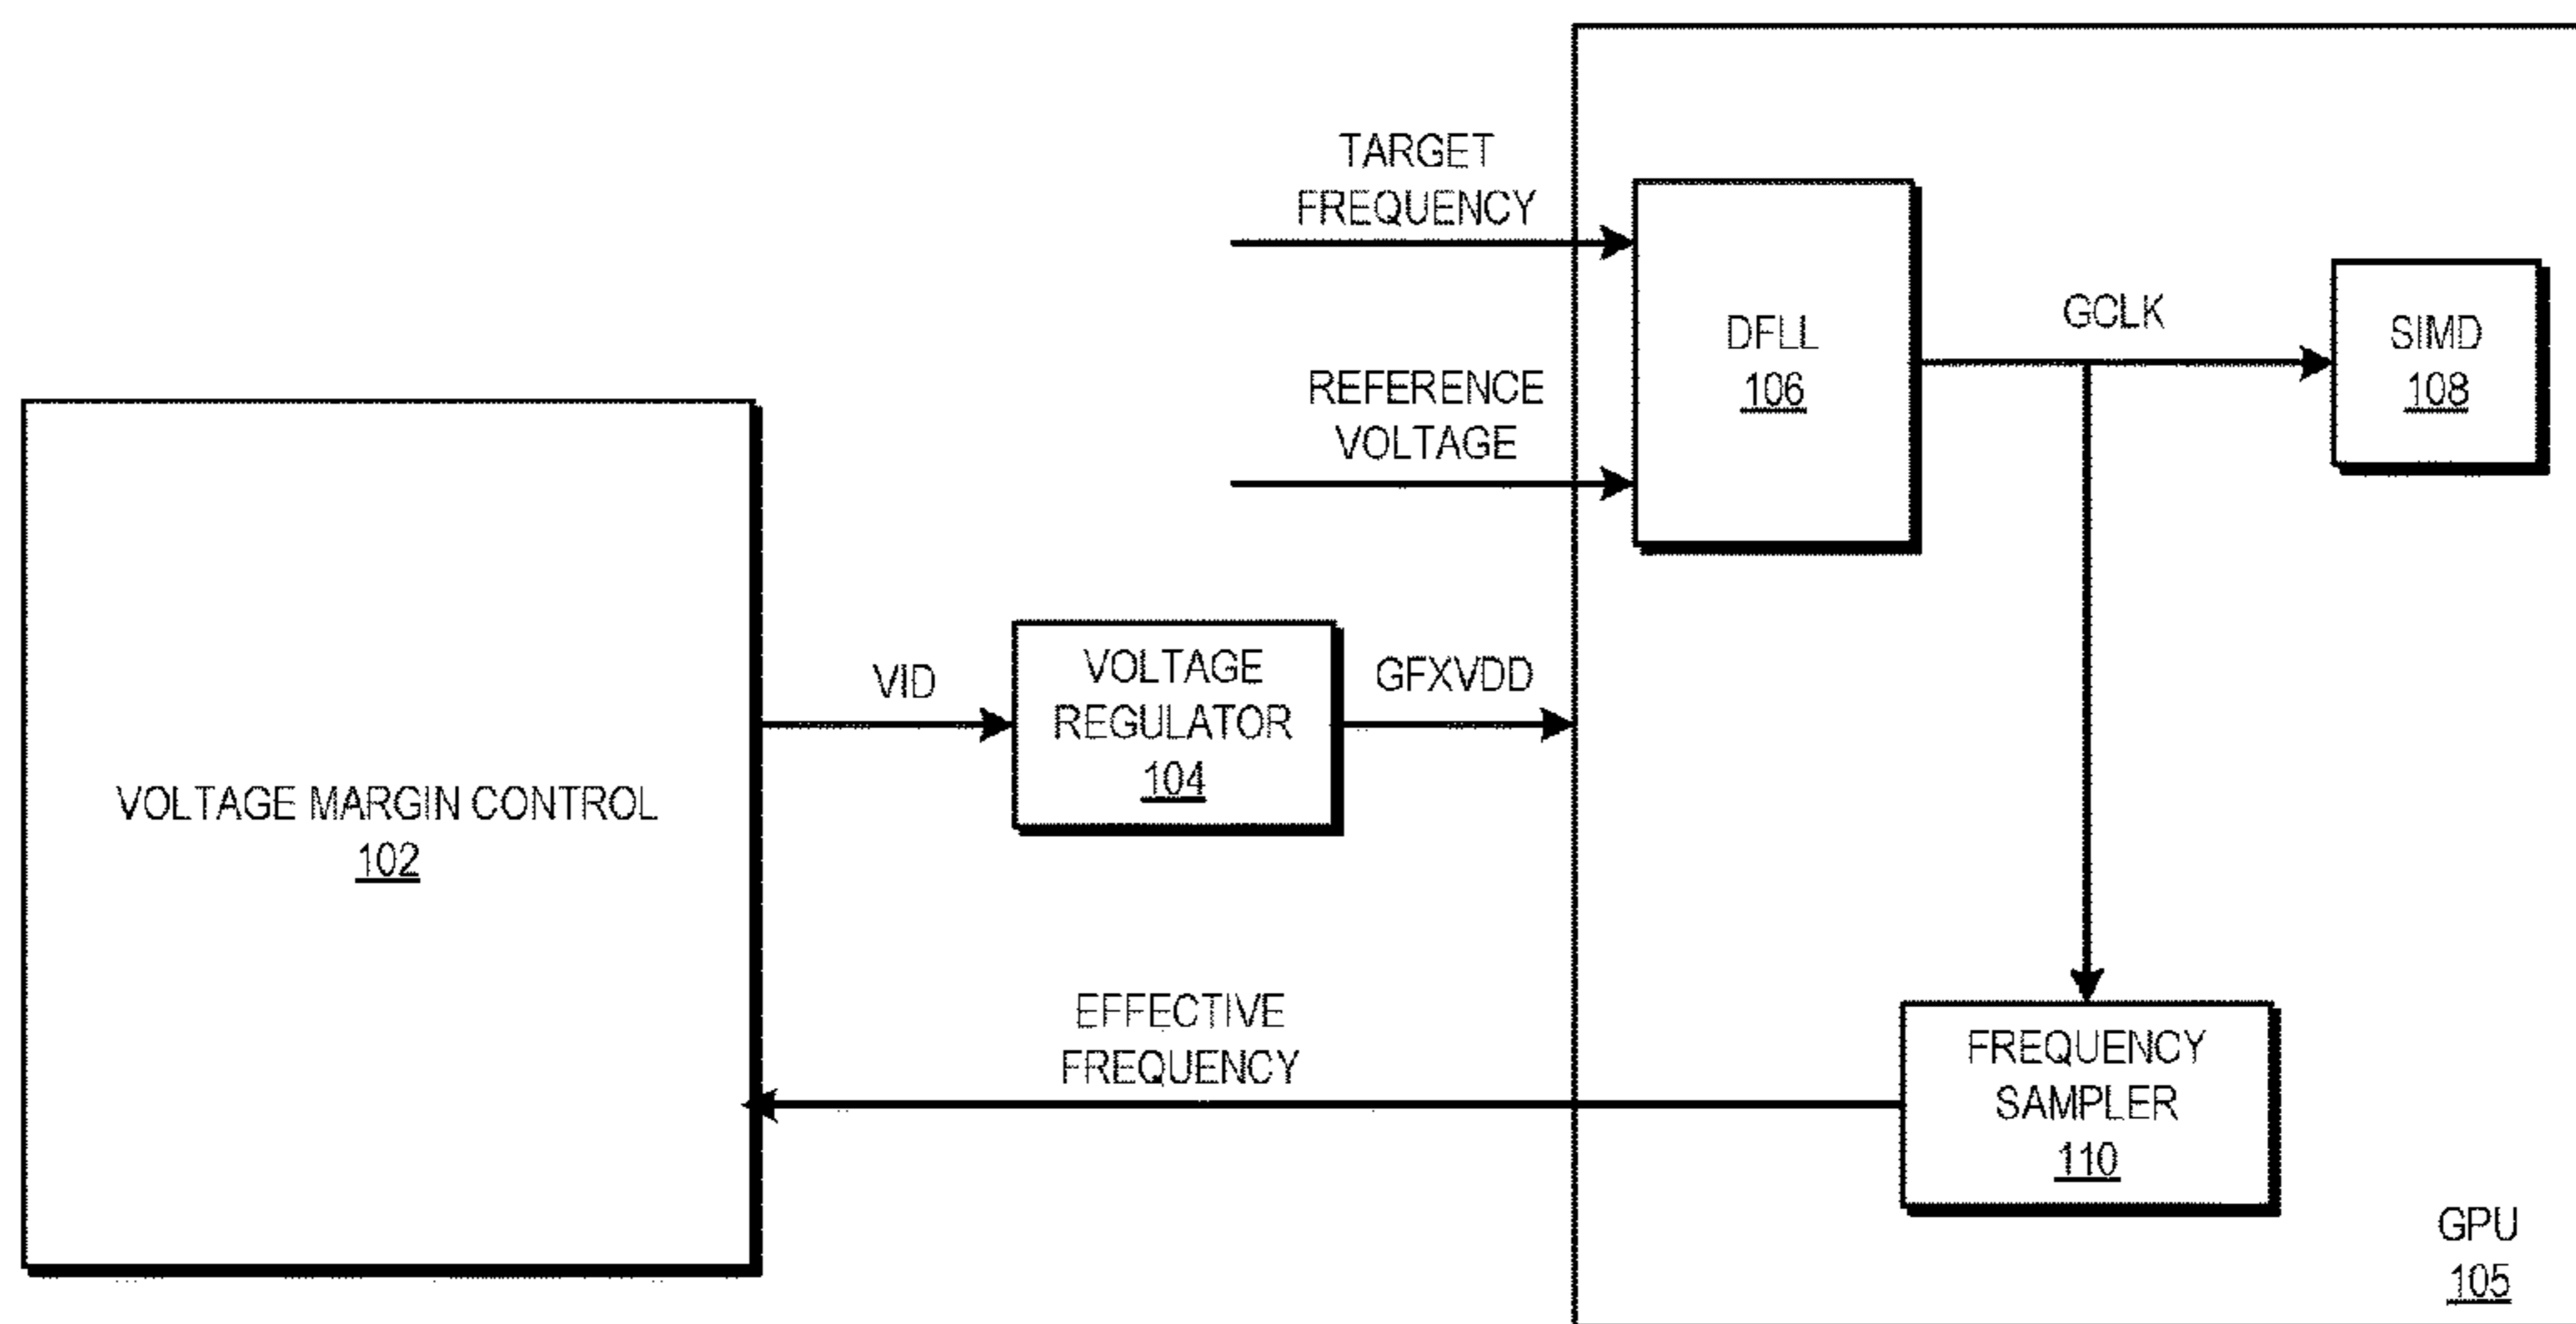 TARGET
FREQUENCY
REFERENCE
VOLTAGE
DFLL
106
GCLK
SIMD
108
VOLTAGE MARGIN CONTROL
102
VID
VOLTAGE
REGULATOR
104
GFXVDD
EFFECTIVE
FREQUENCY
FREQUENCY
SAMPLER
110
GPU
105